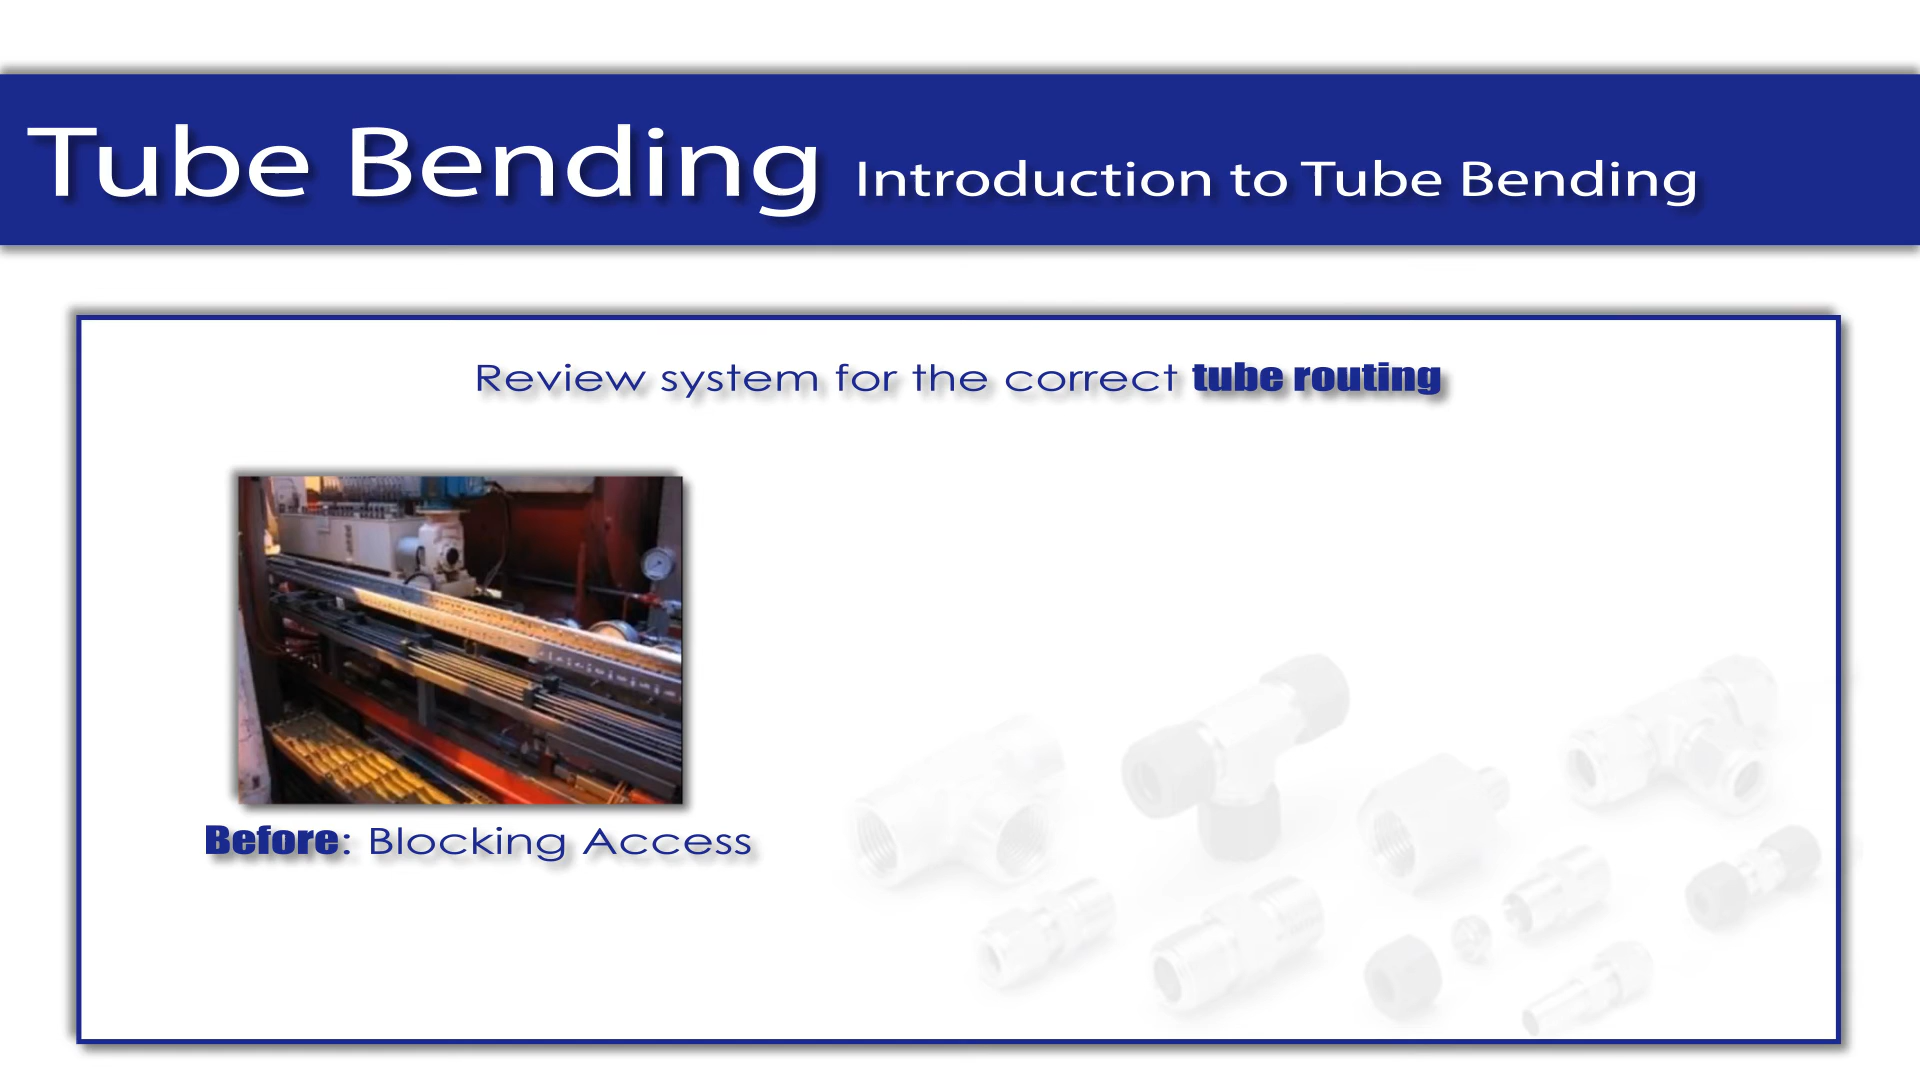 Tube Bending Introduction to Tube Bending
Review system for the correct tube routing
Before: Blocking Access